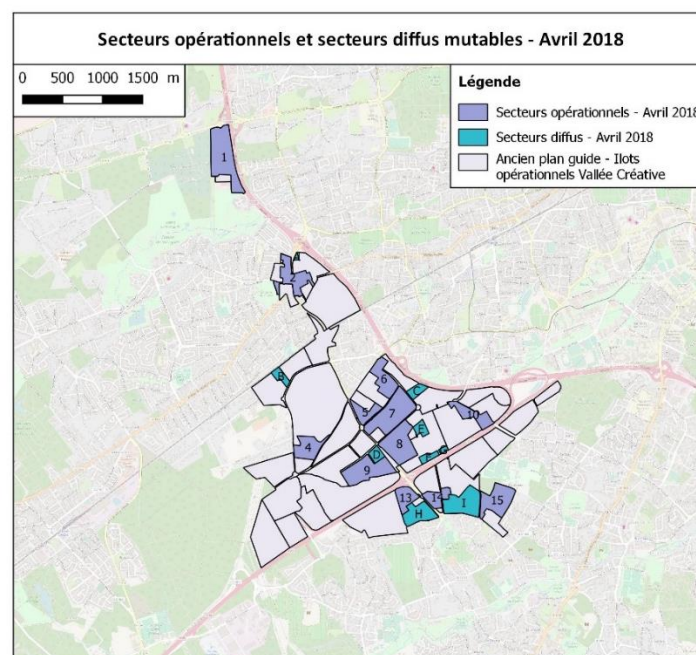 Secteurs opérationnels et secteurs diffus mutables - Avril 2018
0 500 1000 1500 m
Légende
Secteurs opérationnels - Avril 2018
Secteurs diffus - Avril 2018
Ancien plan guide - Ilots
opérationnels Vallée Créative
1
2
B
6
C
5
7
10
E
4
8
D
9
13
14
I
15
H